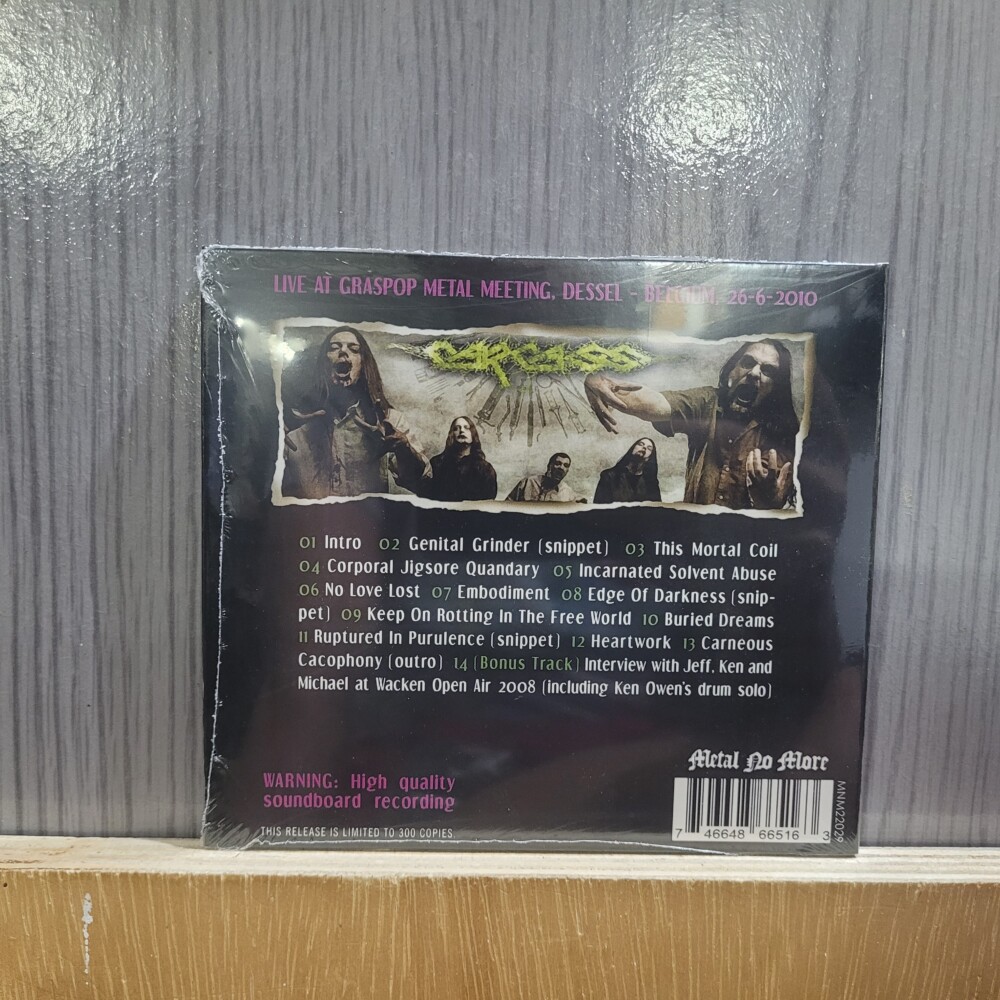 LIVE AT GRASPOP METAL MEETING, DESSEL - BELGIUM, 26-6-2010
CARCASS
01 Intro 02 Genital Grinder (snippet) 03 This Mortal Coil
04 Corporal Jigsore Quandary 05 Incarnated Solvent Abuse
06 No Love Lost 07 Embodiment 08 Edge Of Darkness (snip-
pet) 09 Keep On Rotting In The Free World 10 Buried Dreams
11 Ruptured In Purulence (snippet) 12 Heartwork 13 Carneous
Cacophony (outro) 14 (Bonus Track) Interview with Jeff, Ken and
Michael at Wacken Open Air 2008 (including Ken Owen's drum solo)
Metal No More
WARNING: High quality
soundboard recording
THIS RELEASE IS LIMITED TO 300 COPIES
7 46648 66516 3
MNM22029